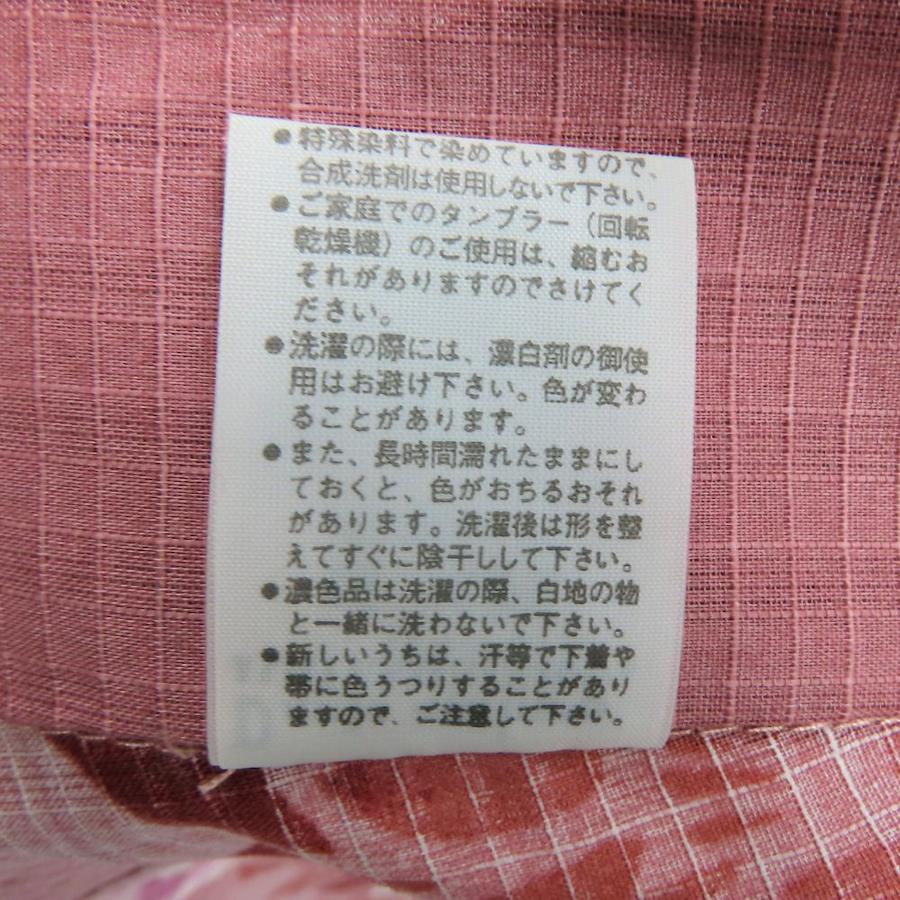 ●特殊染料で染めていますので、
合成洗剤は使用しないで下さい。
●ご家庭でのタンブラー（回転
乾燥機）のご使用は、縮むお
それがありますのでさけてく
ださい。
●洗濯の際には、漂白剤の御使
用はお避け下さい。色が変わ
ることがあります。
●また、長時間濡れたままにし
ておくと、色がおちるおそれ
があります。洗濯後は形を整
えてすぐに陰干しして下さい。
●濃色品は洗濯の際、白地の物
と一緒に洗わないで下さい。
●新しいうちは、汗等で下着や
帯に色うつりすることがあり
ますので、ご注意して下さい。